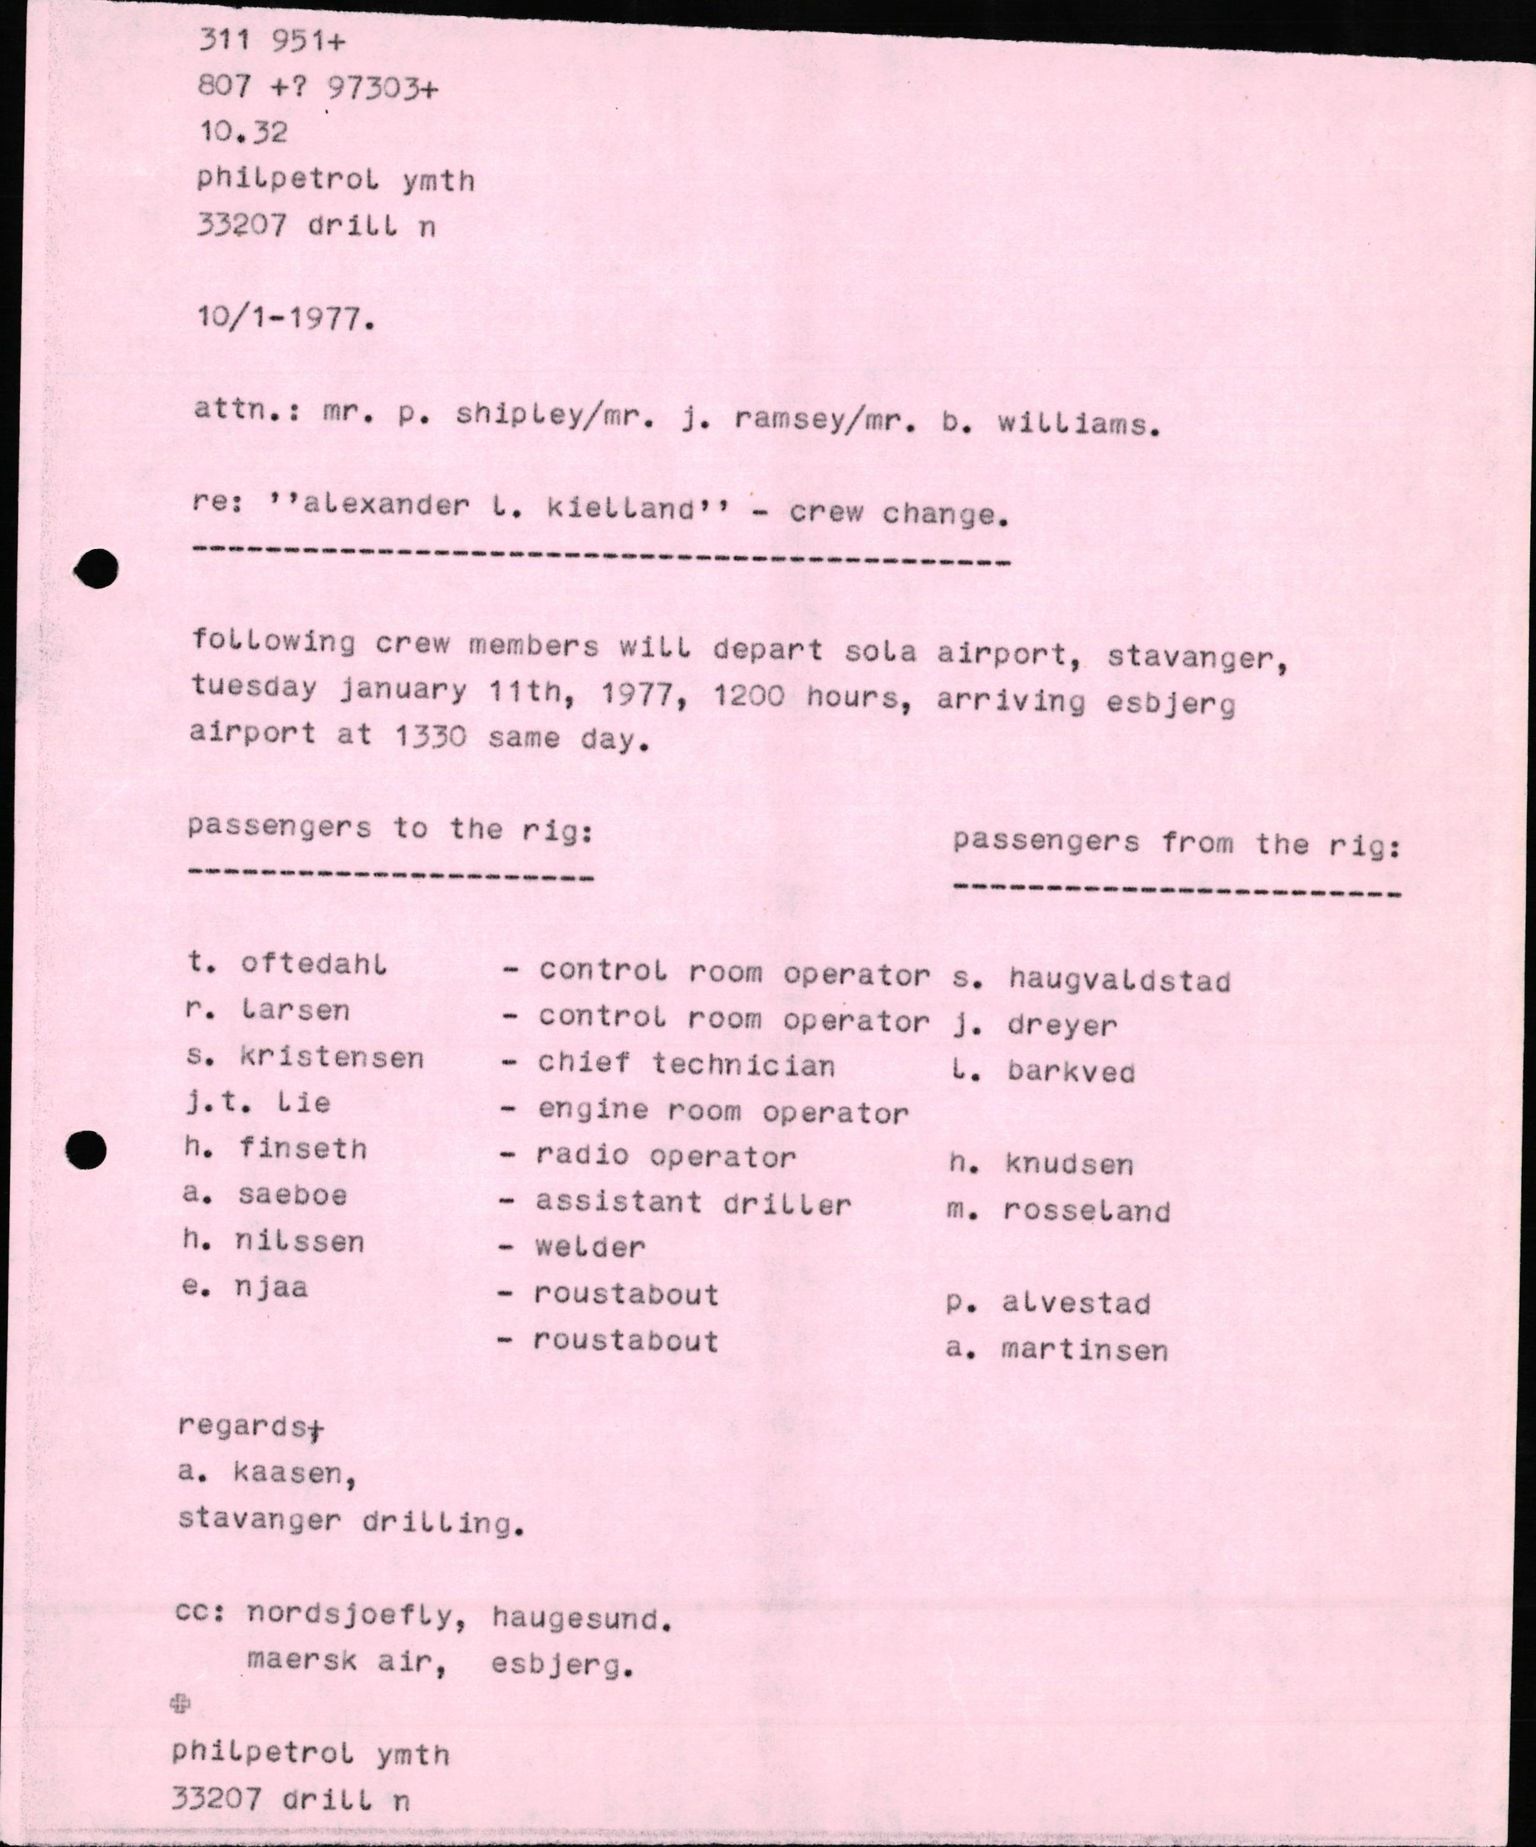 311 951+
807 +? 97303+
10.32
philpetrol ymth
33207 drill n
10/1-1977.
attn.: mr. p. shipley/mr. j. ramsey/mr. b. williams.
re: ''alexander l. kielland'' - crew change.
--------------------------------------------
following crew members will depart sola airport, stavanger,
tuesday january 11th, 1977, 1200 hours, arriving esbjerg
airport at 1330 same day.
passengers to the rig: passengers from the rig:
---------------------- ------------------------
t. oftedahl - control room operator s. haugvaldstad
r. larsen - control room operator j. dreyer
s. kristensen - chief technician l. barkved
j.t. lie - engine room operator
h. finseth - radio operator h. knudsen
a. saeboe - assistant driller m. rosseland
h. nilssen - welder
e. njaa - roustabout p. alvestad
- roustabout a. martinsen
regards+
a. kaasen,
stavanger drilling.
cc: nordsjoefly, haugesund.
maersk air, esbjerg.
philpetrol ymth
33207 drill n